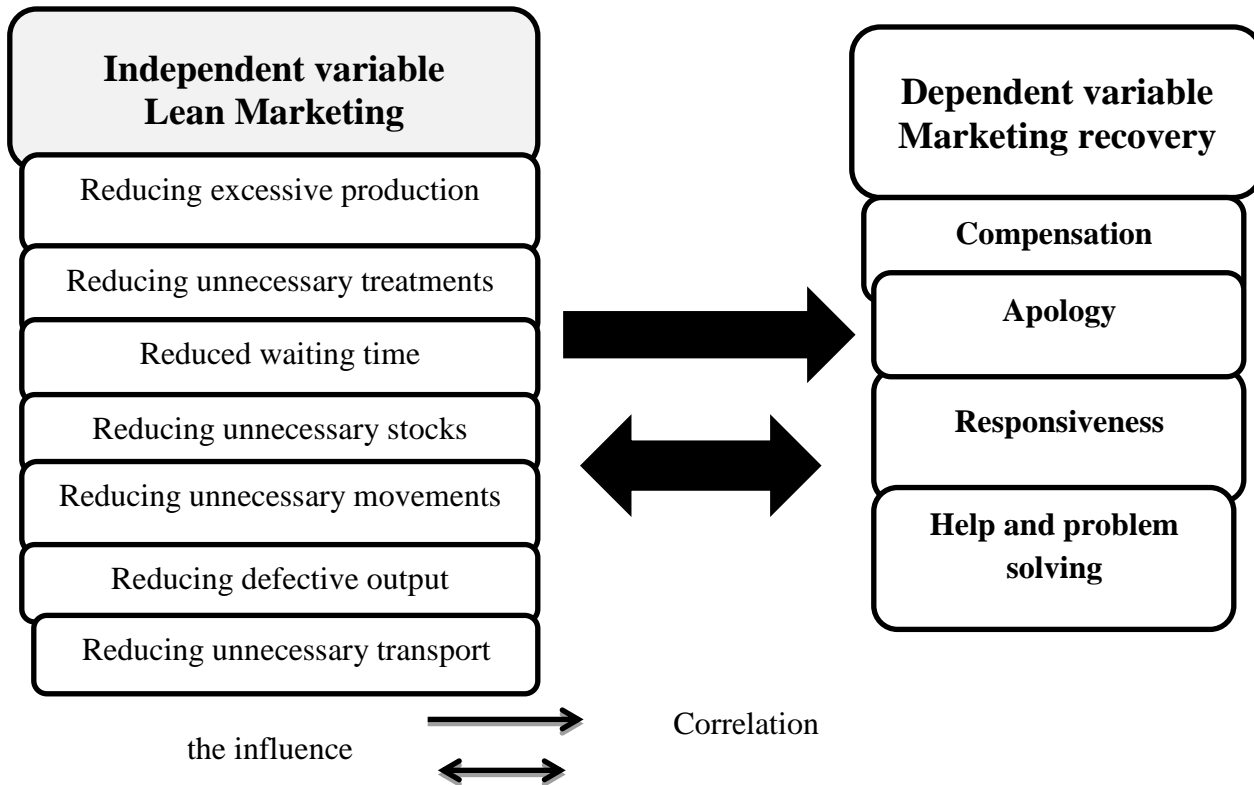 Independent variable
Lean Marketing
Reducing excessive production
Reducing unnecessary treatments
Reduced waiting time
Reducing unnecessary stocks
Reducing unnecessary movements
Reducing defective output
Reducing unnecessary transport
Dependent variable
Marketing recovery
Compensation
Apology
Responsiveness
Help and problem
solving
Correlation
the influence